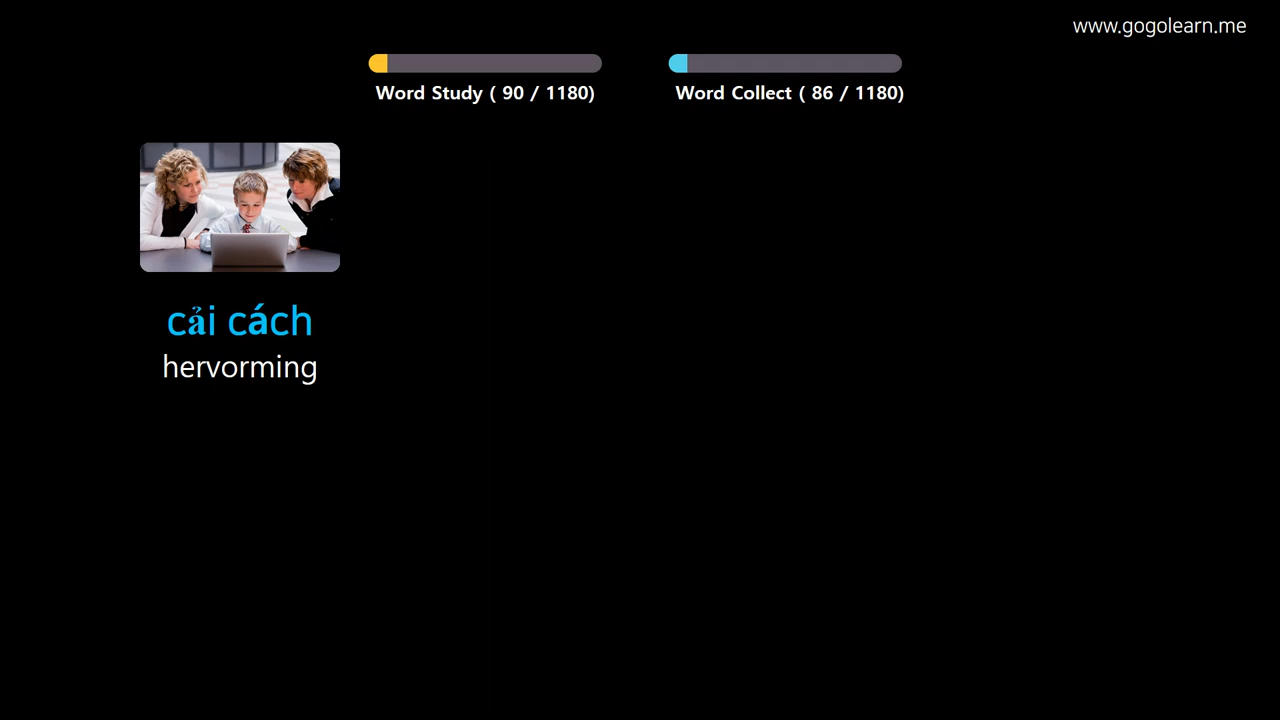 www.gogolearn.me
Word Study ( 90 / 1180)
Word Collect ( 86 / 1180)
cải cách
hervorming